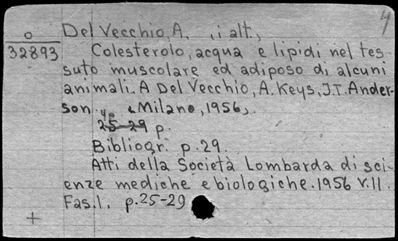 4
o Del Vecchio, A. , i alt,
32893 Colesterolo, acqua e lipidi nel tes-
suto muscolare ed adiposo di alcuni
animali. A Del Vecchio, A. Keys, J.T. Ander-
son. Milano, 1956,
25-29 p.
Bibliogr. p. 29.
Atti della Società Lombarda di sci-
enze mediche e biologiche. 1956 V. 11
Fas. 1. p. 25-29
+